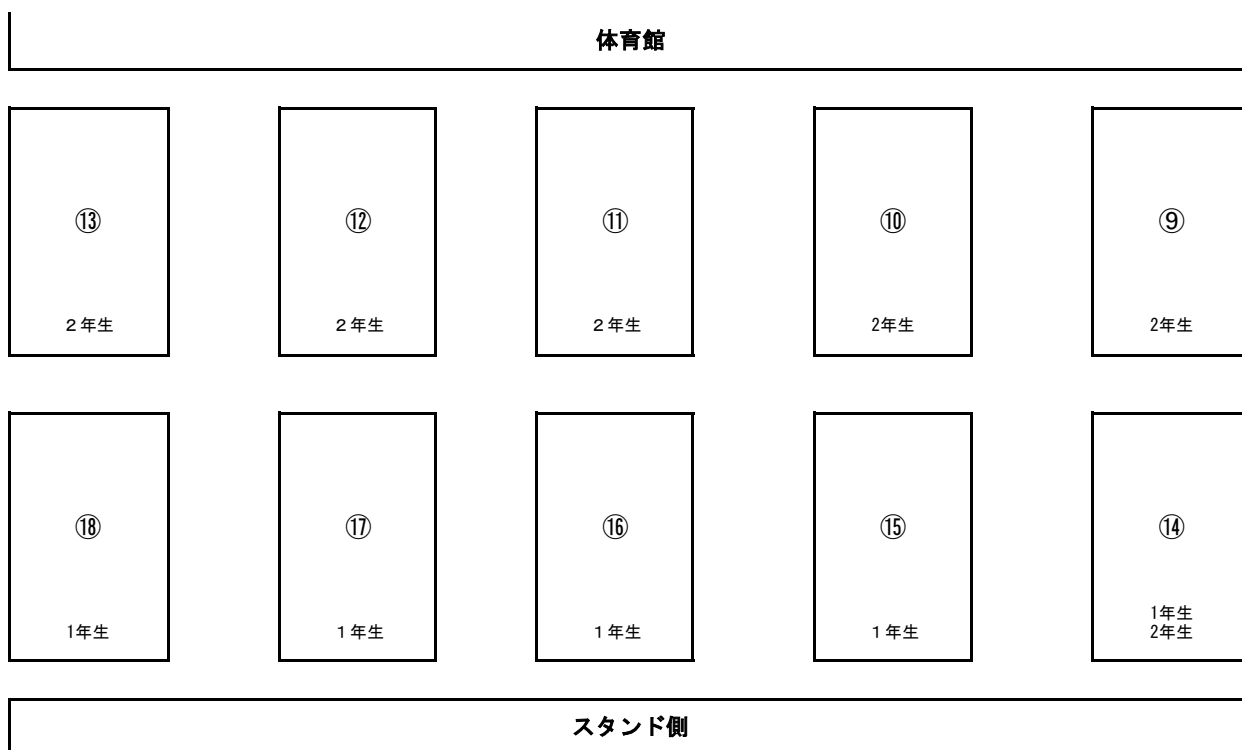 体育館
⑬
⑫
⑪
⑩
⑨
２年生
２年生
２年生
2年生
2年生
⑱
⑰
⑯
⑮
⑭
1年生
１年生
１年生
１年生
1年生
2年生
スタンド側